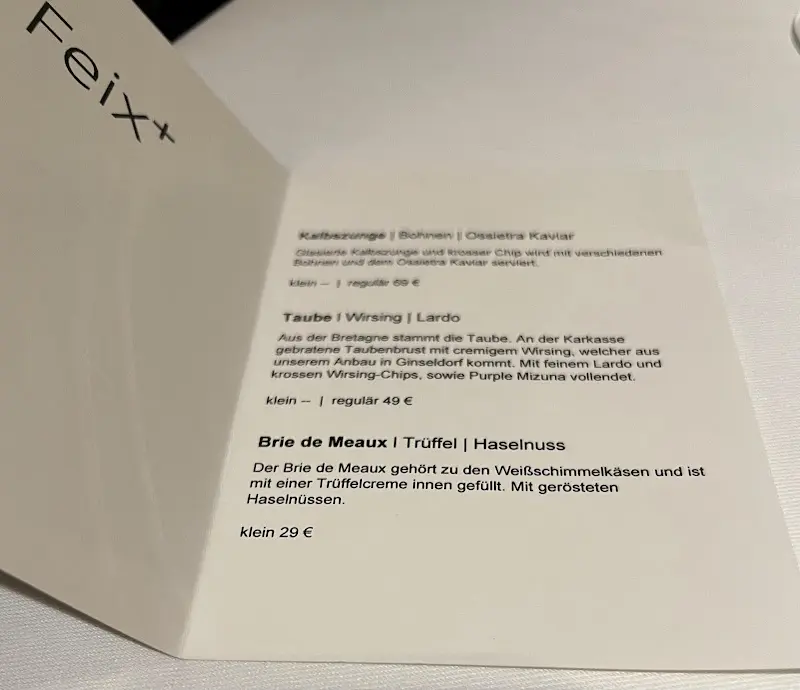 Feix+
Kalbszunge | Bohnen | Ossietra Kaviar
Glasierte Kalbszunge und krosser Chip wird mit verschiedenen
Bohnen und dem Ossietra Kaviar serviert.
klein – | regulär 69 €
Taube | Wirsing | Lardo
Aus der Bretagne stammt die Taube. An der Karkasse
gebratene Taubenbrust mit cremigem Wirsing, welcher aus
unserem Anbau in Ginseldorf kommt. Mit feinem Lardo und
krossen Wirsing-Chips, sowie Purple Mizuna vollendet.
klein – | regulär 49 €
Brie de Meaux | Trüffel | Haselnuss
Der Brie de Meaux gehört zu den Weißschimmelkäsen und ist
mit einer Trüffelcreme innen gefüllt. Mit gerösteten
Haselnüssen.
klein 29 €